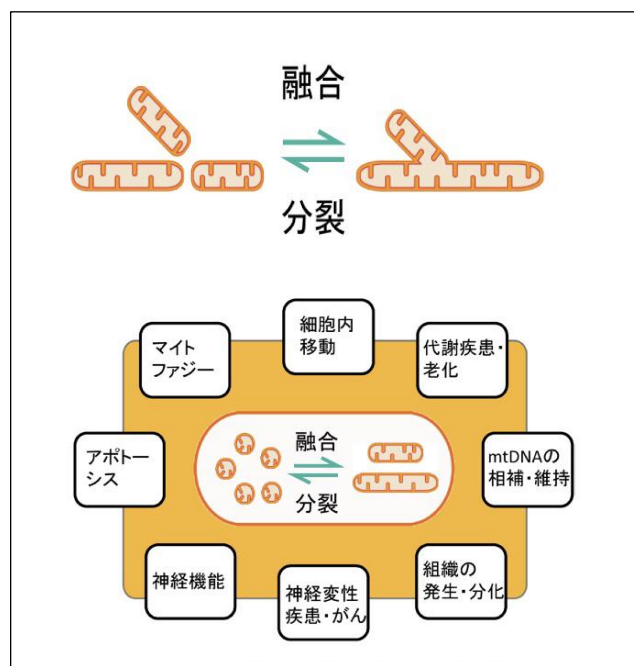 融合
分裂
細胞内
移動
マイト
ファジー
代謝疾患・
老化
アポトー
シス
融合
分裂
mtDNAの
相補・維持
神経機能
神経変性
疾患・がん
組織の
発生・分化